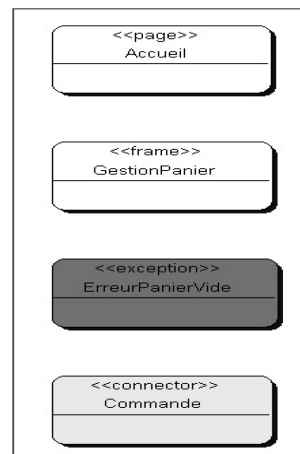 <<page>>
Accueil
<<frame>>
GestionPanier
<<exception>>
ErreurPanierVide
<<connector>>
Commande